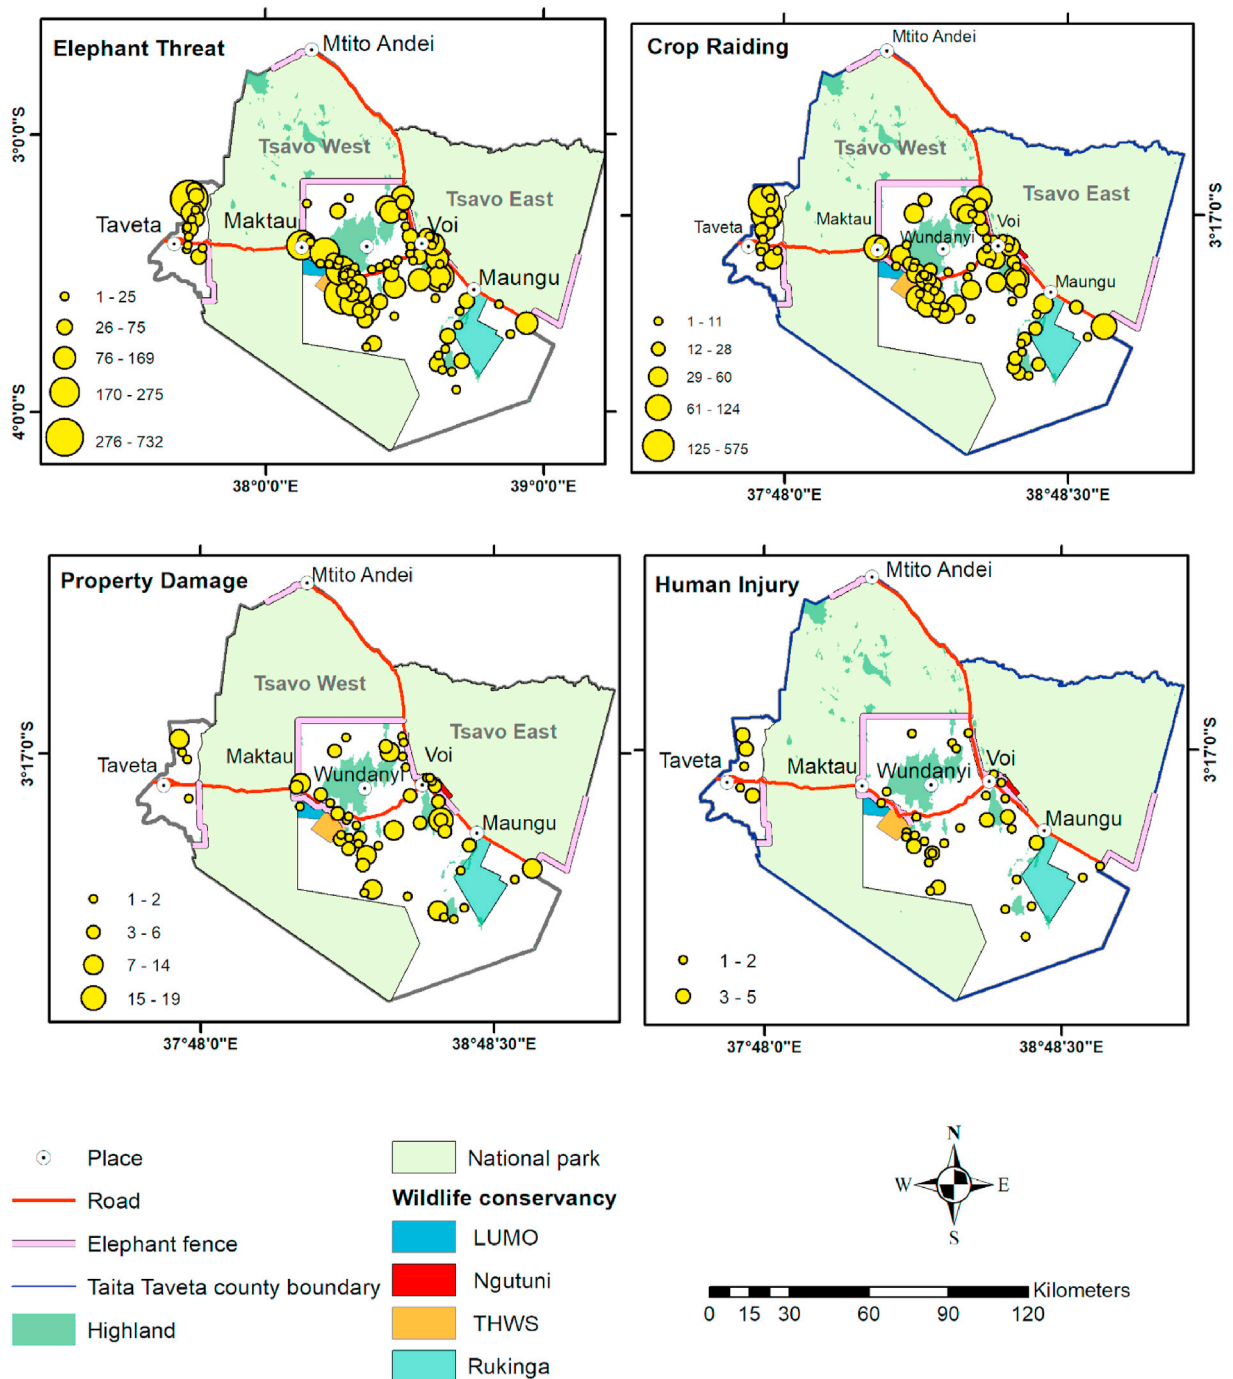 Elephant Threat
Mtito Andei
Tsavo West
Tsavo East
Taveta
Maktau
Voi
Maungu
1 - 25
26 - 75
76 - 169
170 - 275
276 - 732
3°0'0"S
4°0'0"S
38°0'0"E
39°0'0"E
Crop Raiding
Mtito Andei
Tsavo West
Tsavo East
Taveta
Maktau
Wundanyi
Voi
Maungu
1 - 11
12 - 28
29 - 60
61 - 124
125 - 575
3°17'0"S
37°48'0"E
38°48'30"E
Property Damage
Mtito Andei
Tsavo West
Tsavo East
Taveta
Maktau
Wundanyi
Voi
Maungu
1 - 2
3 - 6
7 - 14
15 - 19
3°17'0"S
37°48'0"E
38°48'30"E
Human Injury
Mtito Andei
Taveta
Maktau
Wundanyi
Voi
Maungu
1 - 2
3 - 5
3°17'0"S
37°48'0"E
38°48'30"E
Place
Road
Elephant fence
Taita Taveta county boundary
Highland
National park
Wildlife conservancy
LUMO
Ngutuni
THWS
Rukinga
N
W E
S
Kilometers
0 15 30 60 90 120